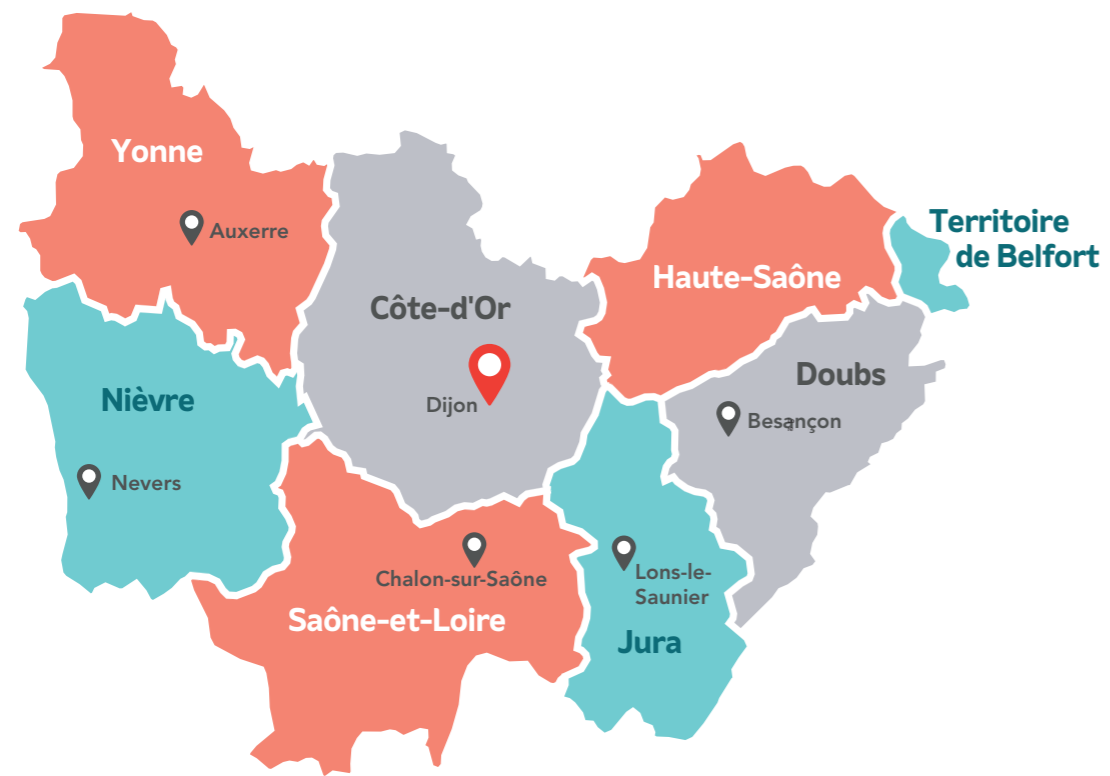 Yonne
Auxerre
Territoire
de Belfort
Haute-Saône
Côte-d'Or
Doubs
Nièvre
Dijon
Besançon
Nevers
Chalon-sur-Saône
Lons-le-
Saunier
Saône-et-Loire
Jura